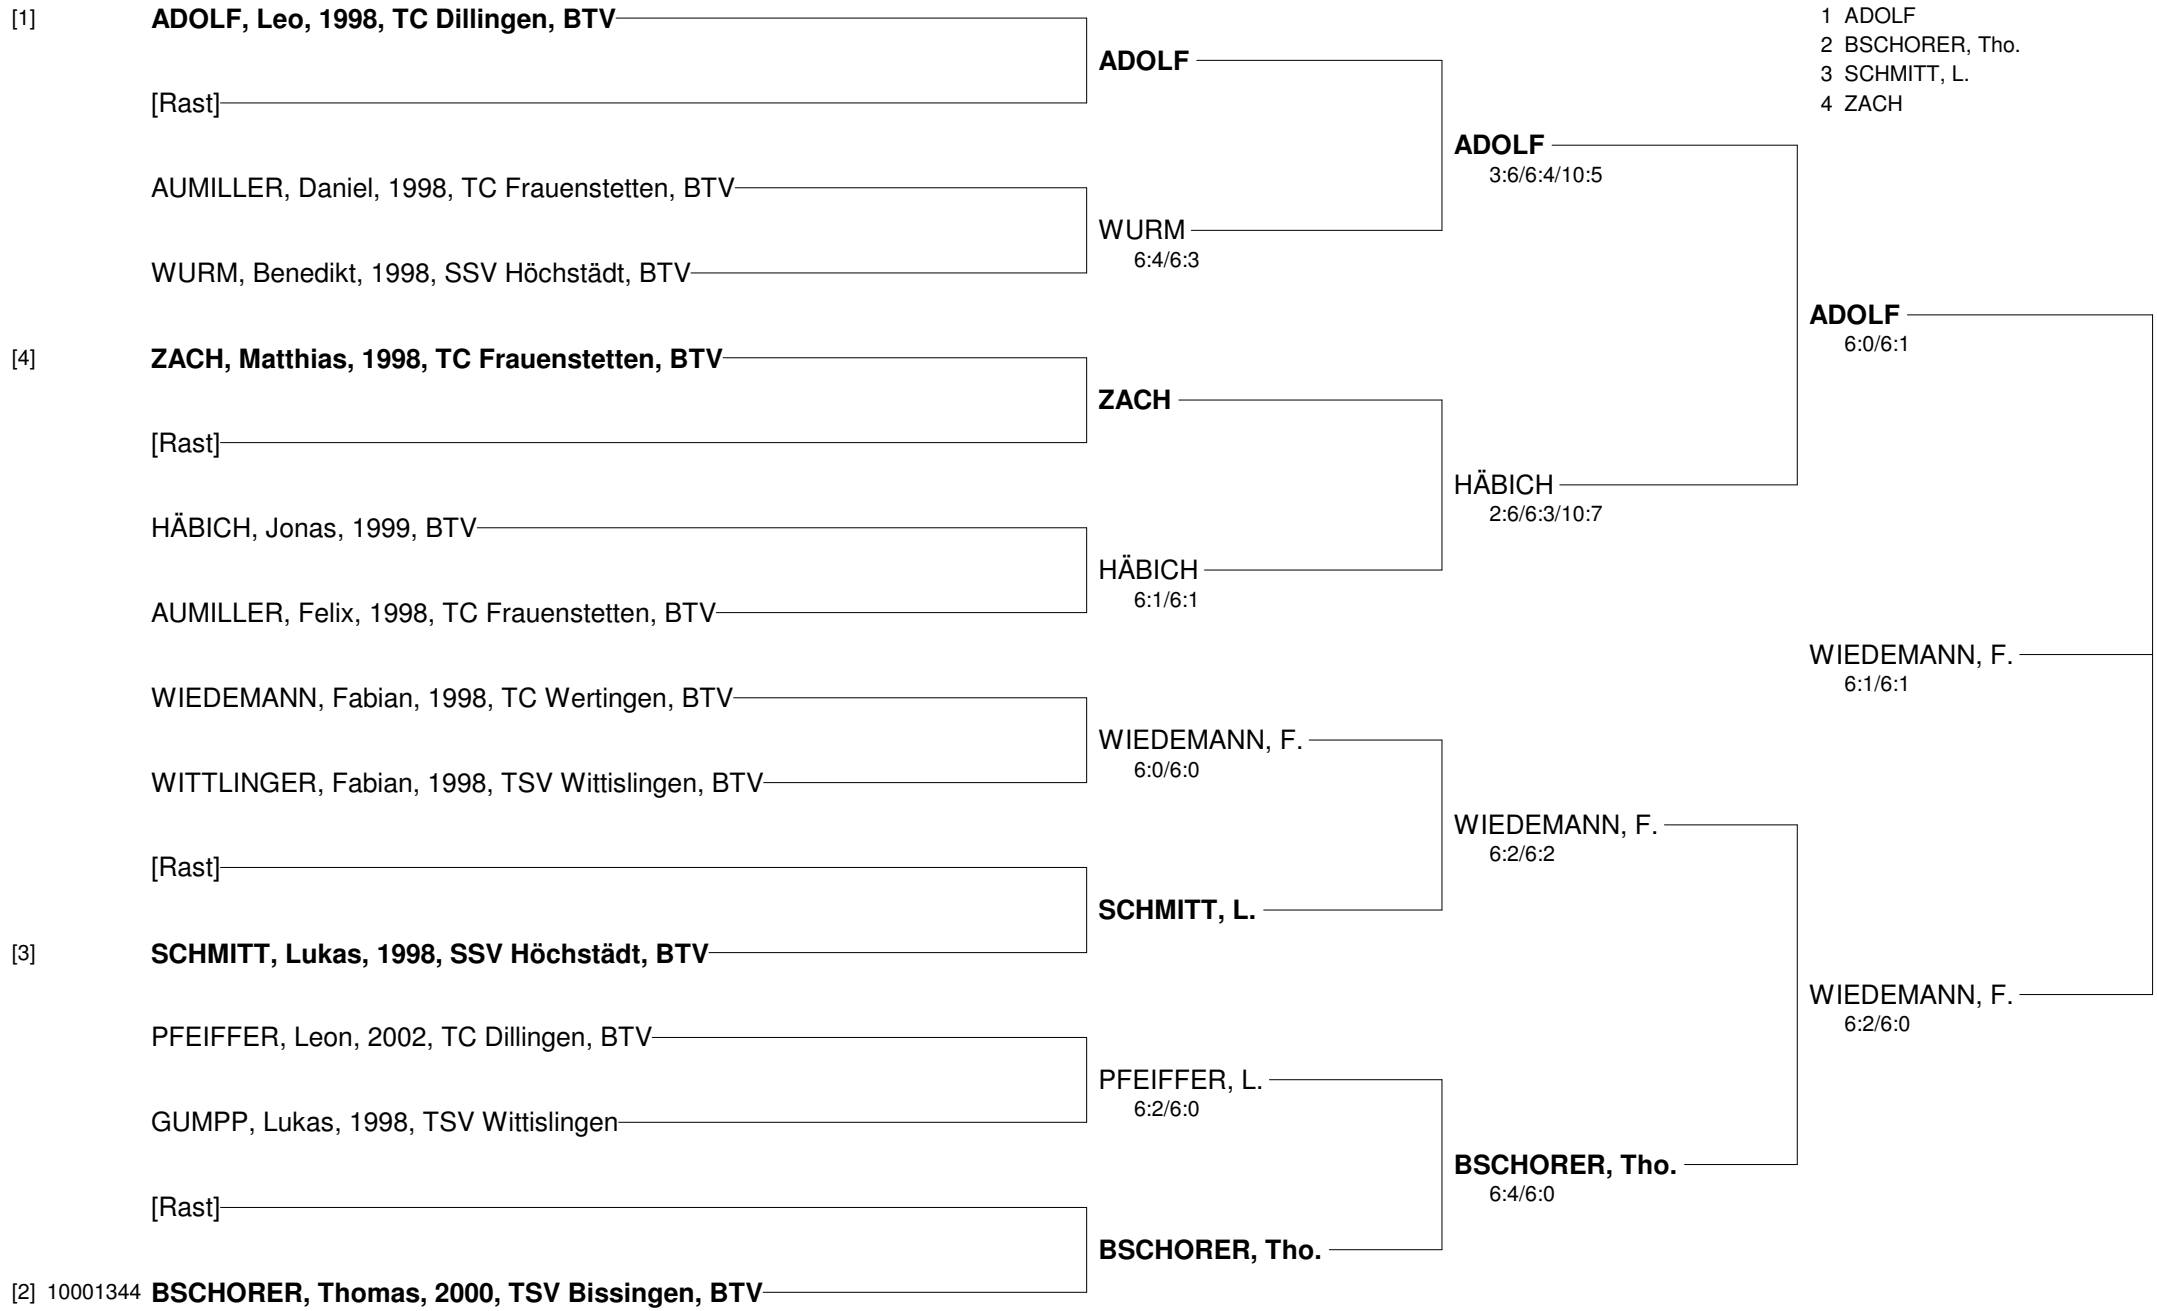 [1] ADOLF, Leo, 1998, TC Dillingen, BTV
[Rast]
AUMILLER, Daniel, 1998, TC Frauenstetten, BTV
WURM, Benedikt, 1998, SSV Höchstädt, BTV
[4] ZACH, Matthias, 1998, TC Frauenstetten, BTV
[Rast]
HÄBICH, Jonas, 1999, BTV
AUMILLER, Felix, 1998, TC Frauenstetten, BTV
WIEDEMANN, Fabian, 1998, TC Wertingen, BTV
WITTLINGER, Fabian, 1998, TSV Wittislingen, BTV
[Rast]
[3] SCHMITT, Lukas, 1998, SSV Höchstädt, BTV
PFEIFFER, Leon, 2002, TC Dillingen, BTV
GUMPP, Lukas, 1998, TSV Wittislingen
[Rast]
[2] 10001344 BSCHORER, Thomas, 2000, TSV Bissingen, BTV
ADOLF
WURM
6:4/6:3
ZACH
HÄBICH
6:1/6:1
WIEDEMANN, F.
6:0/6:0
SCHMITT, L.
PFEIFFER, L.
6:2/6:0
BSCHORER, Tho.
ADOLF
3:6/6:4/10:5
HÄBICH
2:6/6:3/10:7
WIEDEMANN, F.
6:2/6:2
BSCHORER, Tho.
6:4/6:0
ADOLF
6:0/6:1
WIEDEMANN, F.
6:1/6:1
WIEDEMANN, F.
6:2/6:0
1 ADOLF
2 BSCHORER, Tho.
3 SCHMITT, L.
4 ZACH